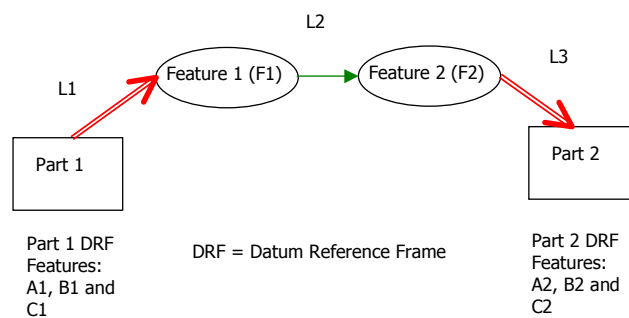 L2
Feature 1 (F1)
Feature 2 (F2)
L1
L3
Part 1
Part 2
Part 1 DRF
Features:
A1, B1 and
C1
DRF = Datum Reference Frame
Part 2 DRF
Features:
A2, B2 and
C2